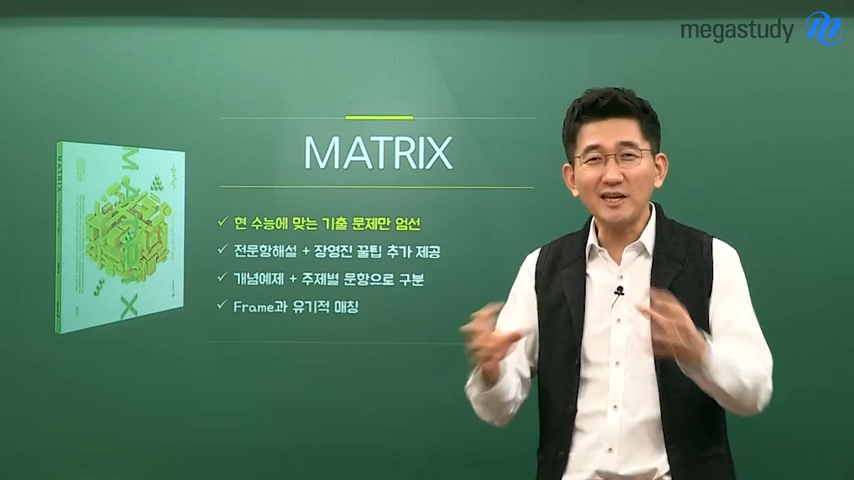 megastudy
MATRIX
✓ 현 수능에 맞는 기출 문제만 엄선
✓ 전문항해설 + 장영진 꿀팁 추가 제공
✓ 개념예제 + 주제별 문항으로 구분
✓ Frame과 유기적 매칭
MATRIX
MA
X